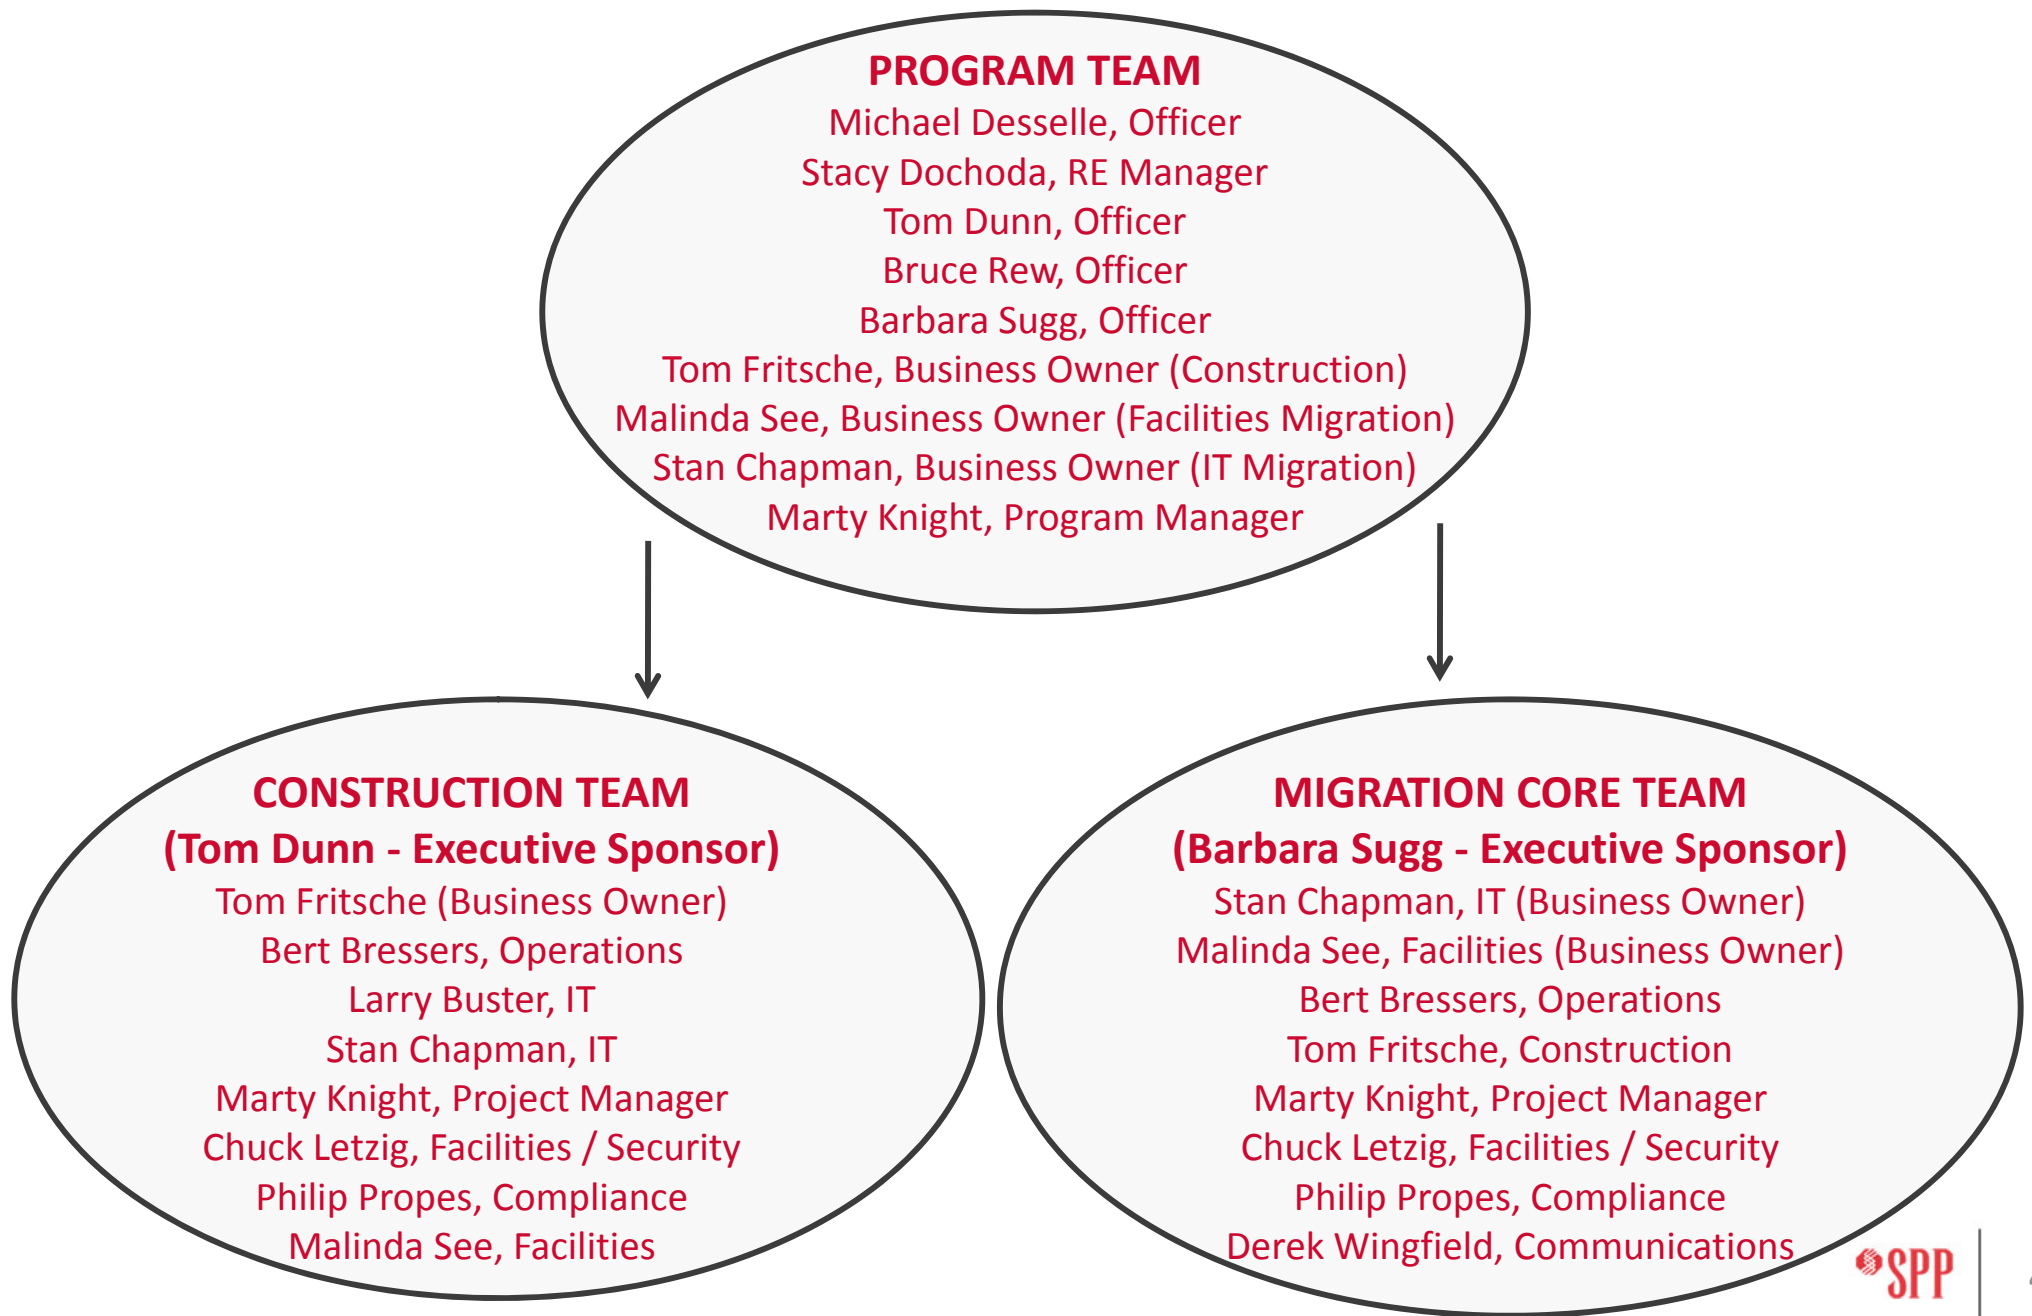 PROGRAM TEAM
Michael Desselle, Officer
Stacy Dochoda, RE Manager
Tom Dunn, Officer
Bruce Rew, Officer
Barbara Sugg, Officer
Tom Fritsche, Business Owner (Construction)
Malinda See, Business Owner (Facilities Migration)
Stan Chapman, Business Owner (IT Migration)
Marty Knight, Program Manager
CONSTRUCTION TEAM
(Tom Dunn - Executive Sponsor)
Tom Fritsche (Business Owner)
Bert Bressers, Operations
Larry Buster, IT
Stan Chapman, IT
Marty Knight, Project Manager
Chuck Letzig, Facilities / Security
Philip Propes, Compliance
Malinda See, Facilities
MIGRATION CORE TEAM
(Barbara Sugg - Executive Sponsor)
Stan Chapman, IT (Business Owner)
Malinda See, Facilities (Business Owner)
Bert Bressers, Operations
Tom Fritsche, Construction
Marty Knight, Project Manager
Chuck Letzig, Facilities / Security
Philip Propes, Compliance
Derek Wingfield, Communications
SPP